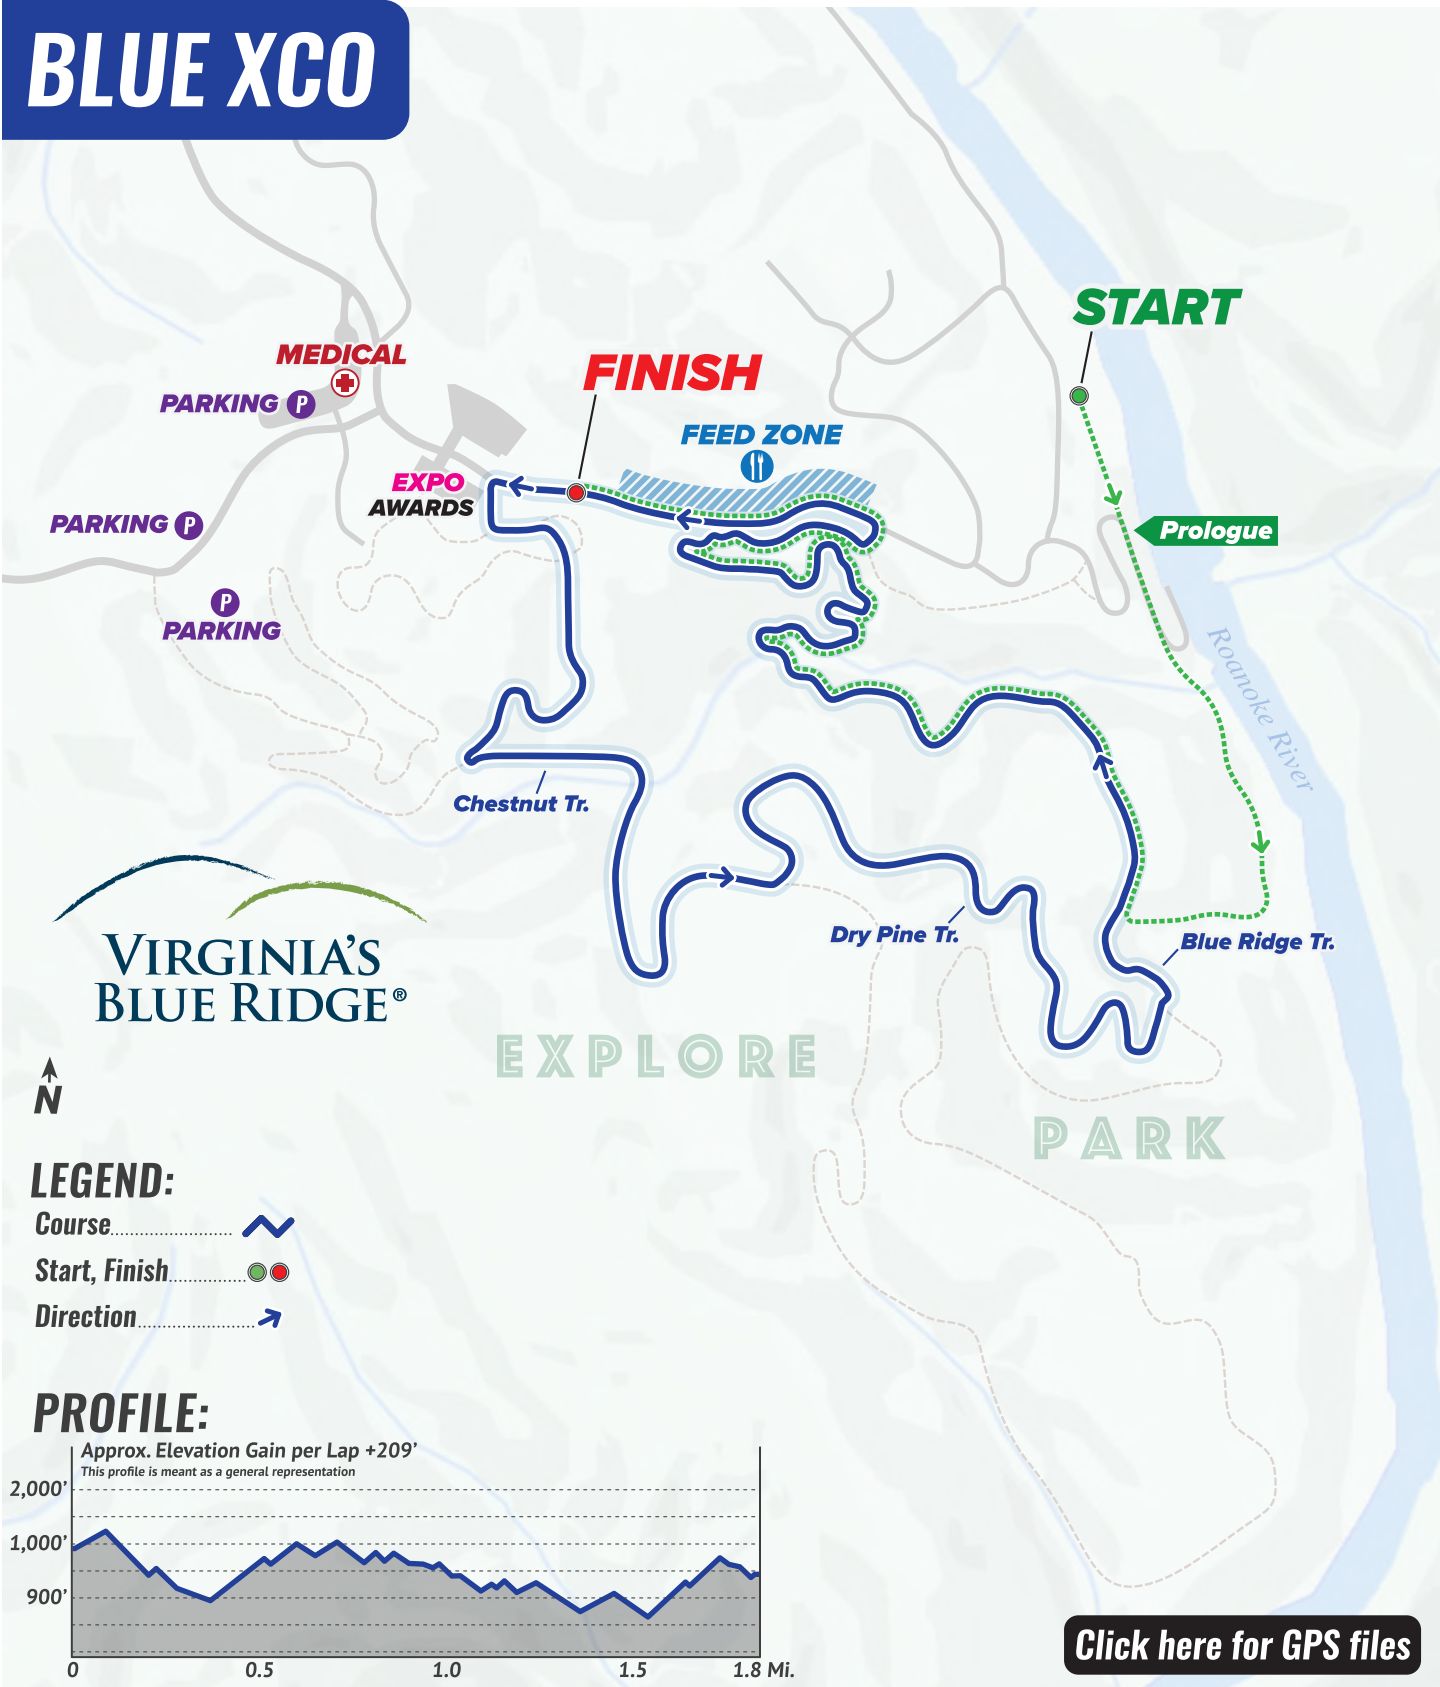 BLUE XCO
START
MEDICAL
FINISH
PARKING P
FEED ZONE
EXPO
AWARDS
PARKING P
Prologue
P
PARKING
Roanoke River
Chestnut Tr.
Dry Pine Tr.
Blue Ridge Tr.
VIRGINIA'S
BLUE RIDGE®
EXPLORE
PARK
N
LEGEND:
Course
Start, Finish
Direction
PROFILE:
Approx. Elevation Gain per Lap +209'
This profile is meant as a general representation
2,000'
1,000'
900'
0 0.5 1.0 1.5 1.8 Mi.
Click here for GPS files